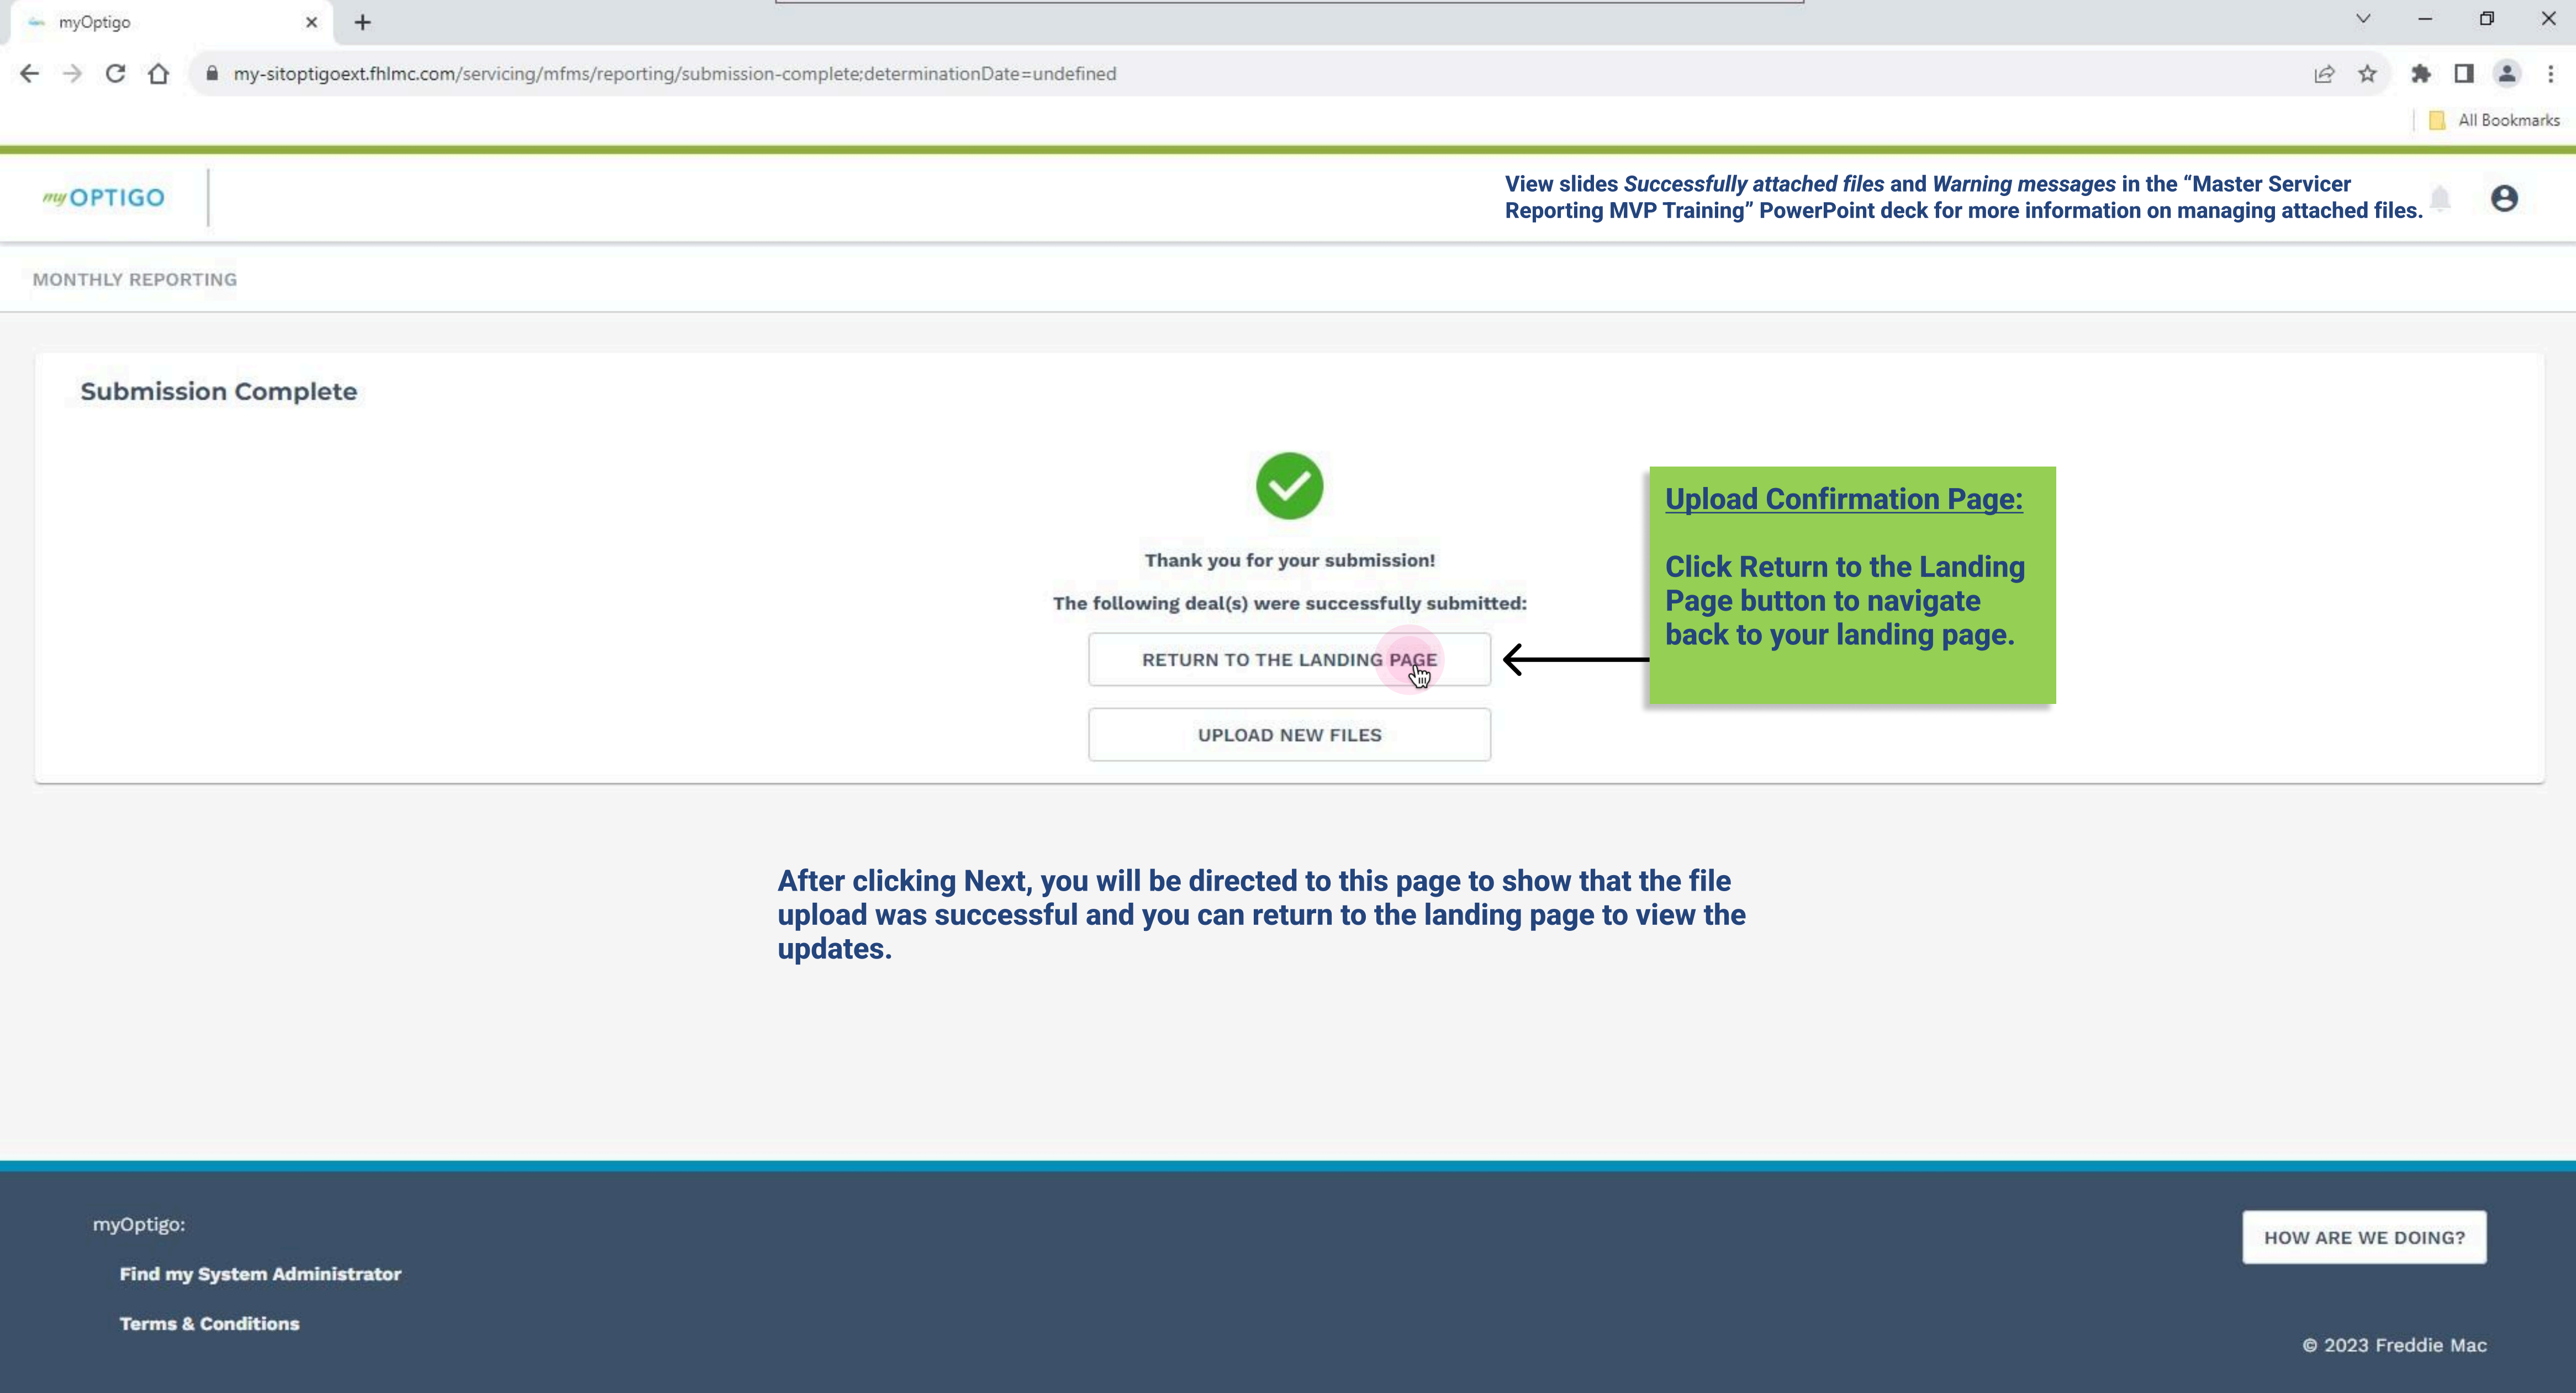 myOptigo
my-sitoptigoext.fhlmc.com/servicing/mfms/reporting/submission-complete;determinationDate=undefined
All Bookmarks
myOPTIGO
View slides Successfully attached files and Warning messages in the “Master Servicer
Reporting MVP Training” PowerPoint deck for more information on managing attached files.
MONTHLY REPORTING
Submission Complete
Thank you for your submission!
The following deal(s) were successfully submitted:
RETURN TO THE LANDING PAGE
UPLOAD NEW FILES
Upload Confirmation Page:
Click Return to the Landing
Page button to navigate
back to your landing page.
After clicking Next, you will be directed to this page to show that the file
upload was successful and you can return to the landing page to view the
updates.
myOptigo:
Find my System Administrator
Terms & Conditions
HOW ARE WE DOING?
© 2023 Freddie Mac